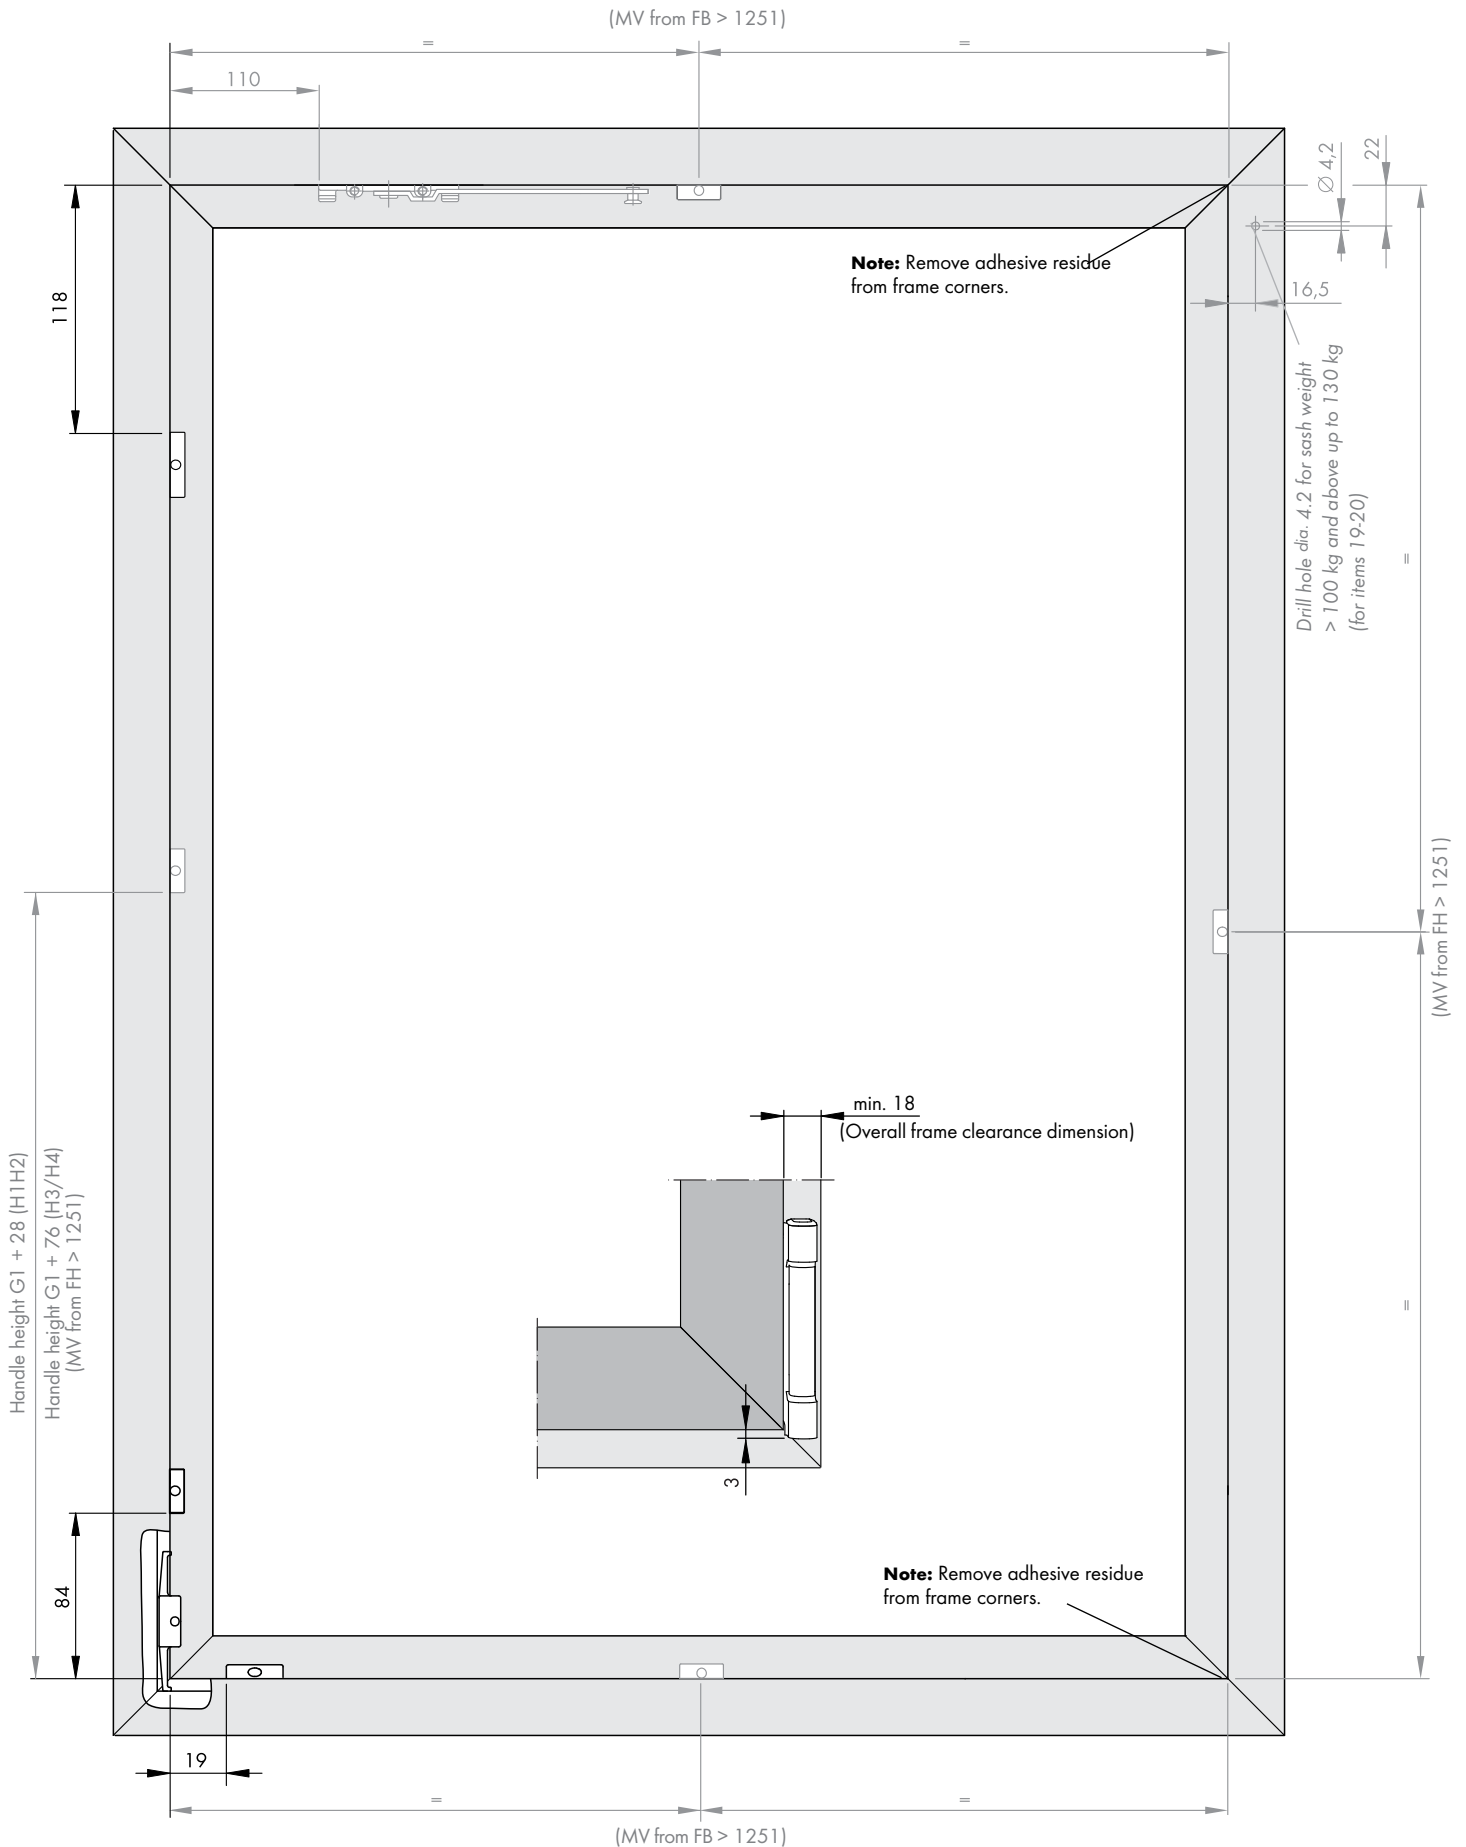 (MV from FB > 1251)
=
=
110
Ø 4,2
22
118
Note: Remove adhesive residue
from frame corners.
16,5
Drill hole dia. 4.2 for sash weight
> 100 kg and above up to 130 kg
(for items 19-20)
=
(MV from FH > 1251)
=
min. 18
(Overall frame clearance dimension)
Handle height G1 + 28 (H1H2)
Handle height G1 + 76 (H3/H4)
(MV from FH > 1251)
3
84
Note: Remove adhesive residue
from frame corners.
19
=
=
(MV from FB > 1251)